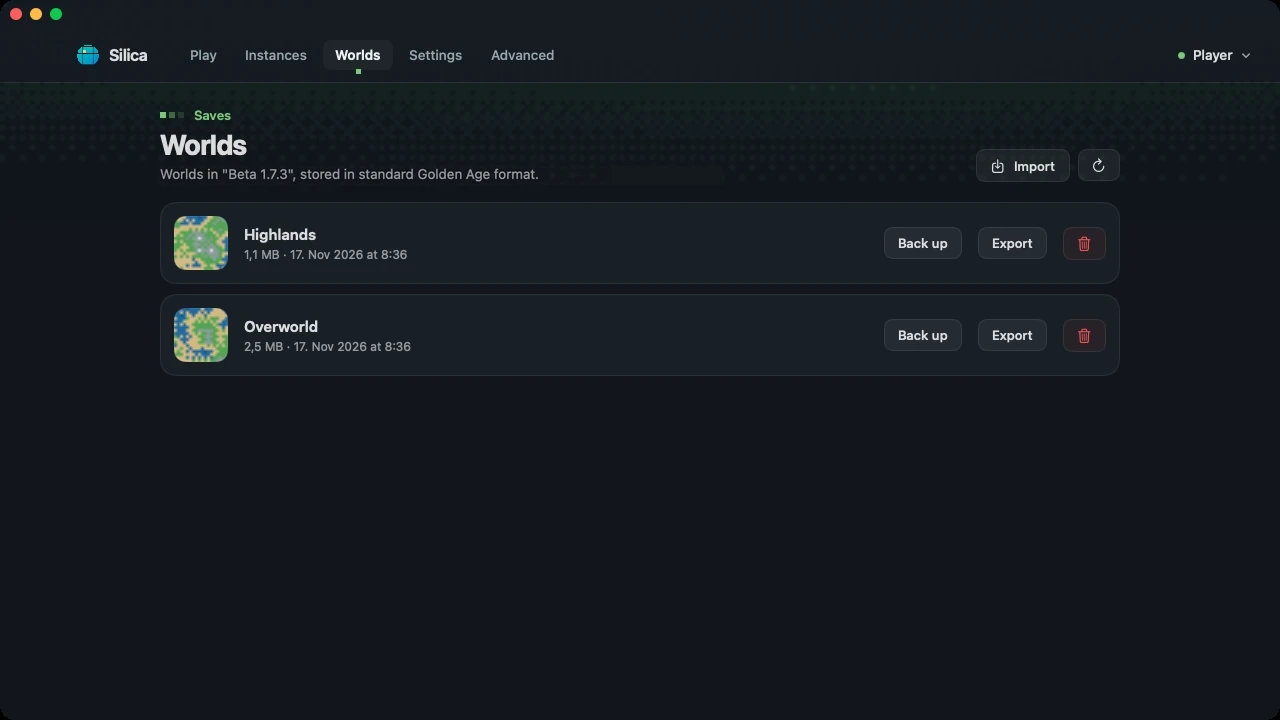 Silica
Play
Instances
Worlds
Settings
Advanced
Player
Saves
Worlds
Worlds in "Beta 1.7.3", stored in standard Golden Age format.
Import
Highlands
1,1 MB · 17. Nov 2026 at 8:36
Back up
Export
Overworld
2,5 MB · 17. Nov 2026 at 8:36
Back up
Export